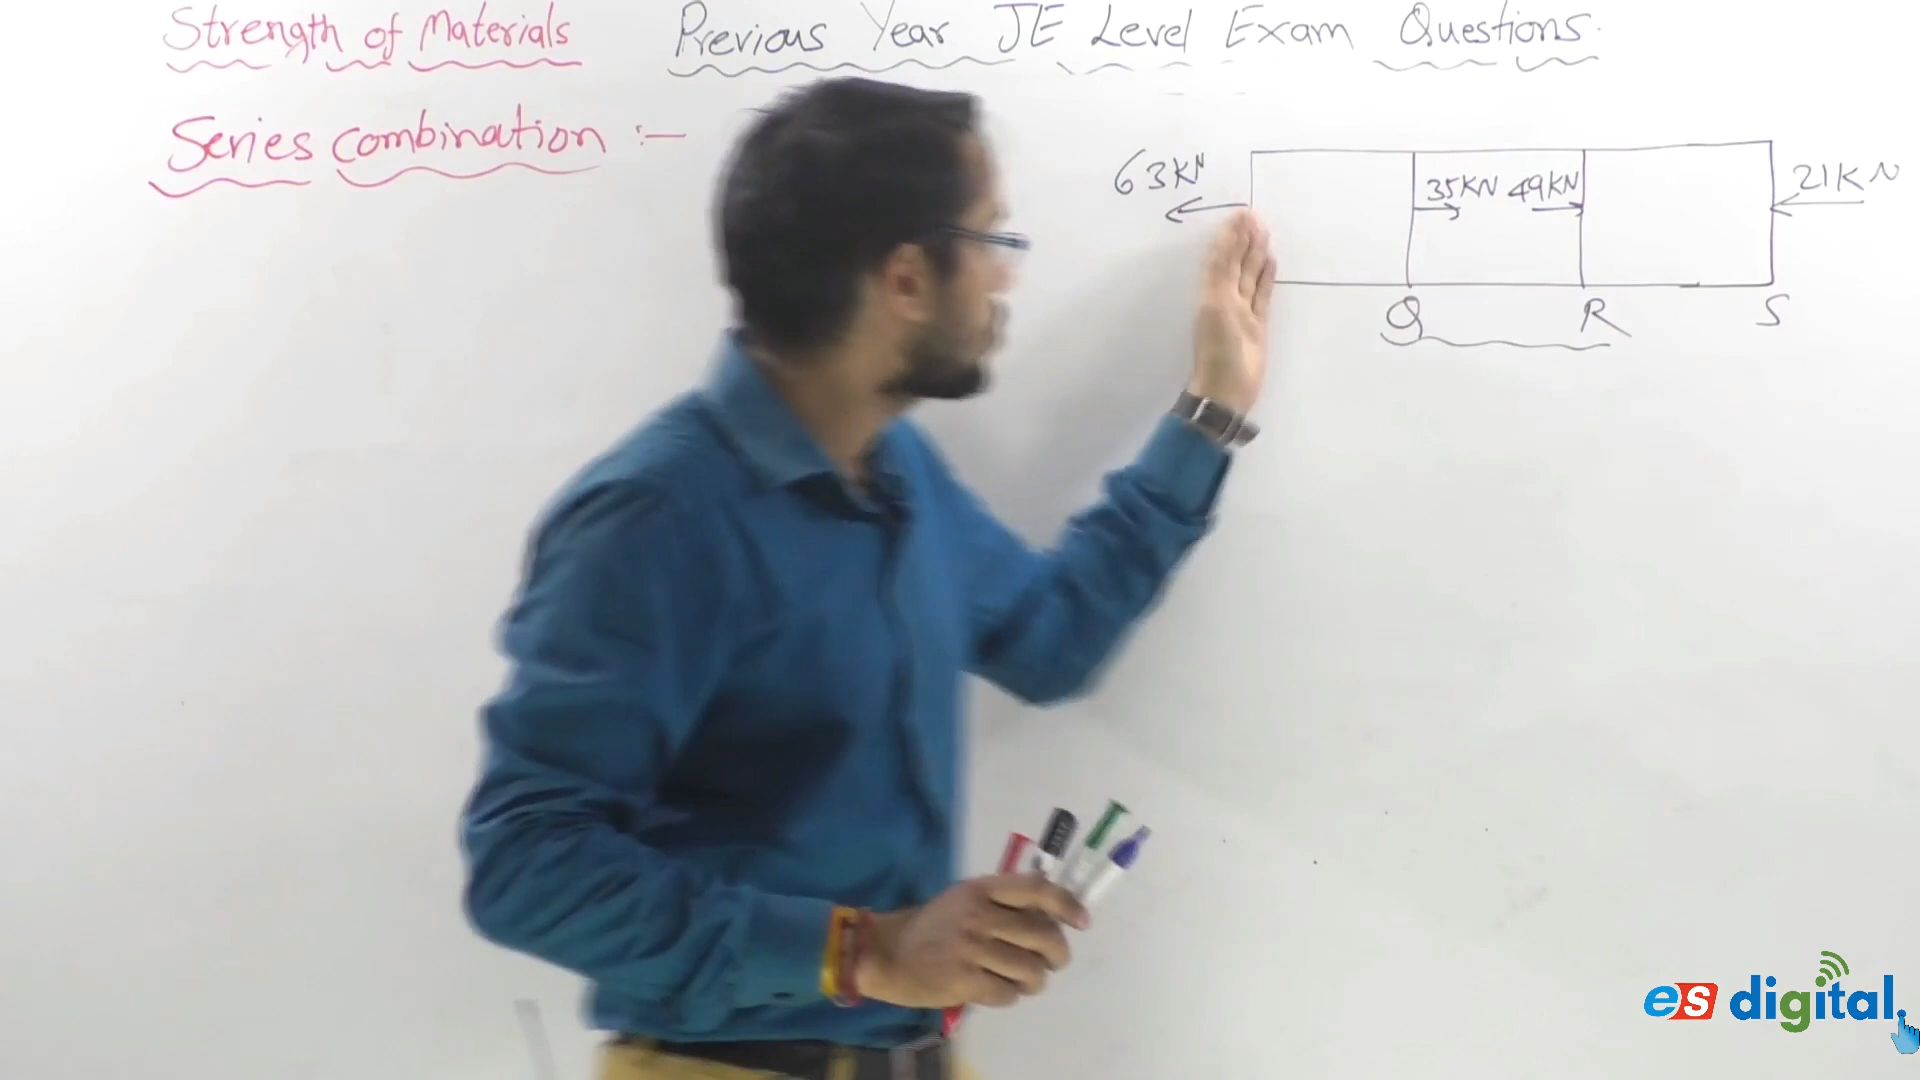 Strength of Materials Previous Year JE Level Exam Questions.
Series combination :-
63KN 35KN 49KN 21KN
Q R S
es digital.